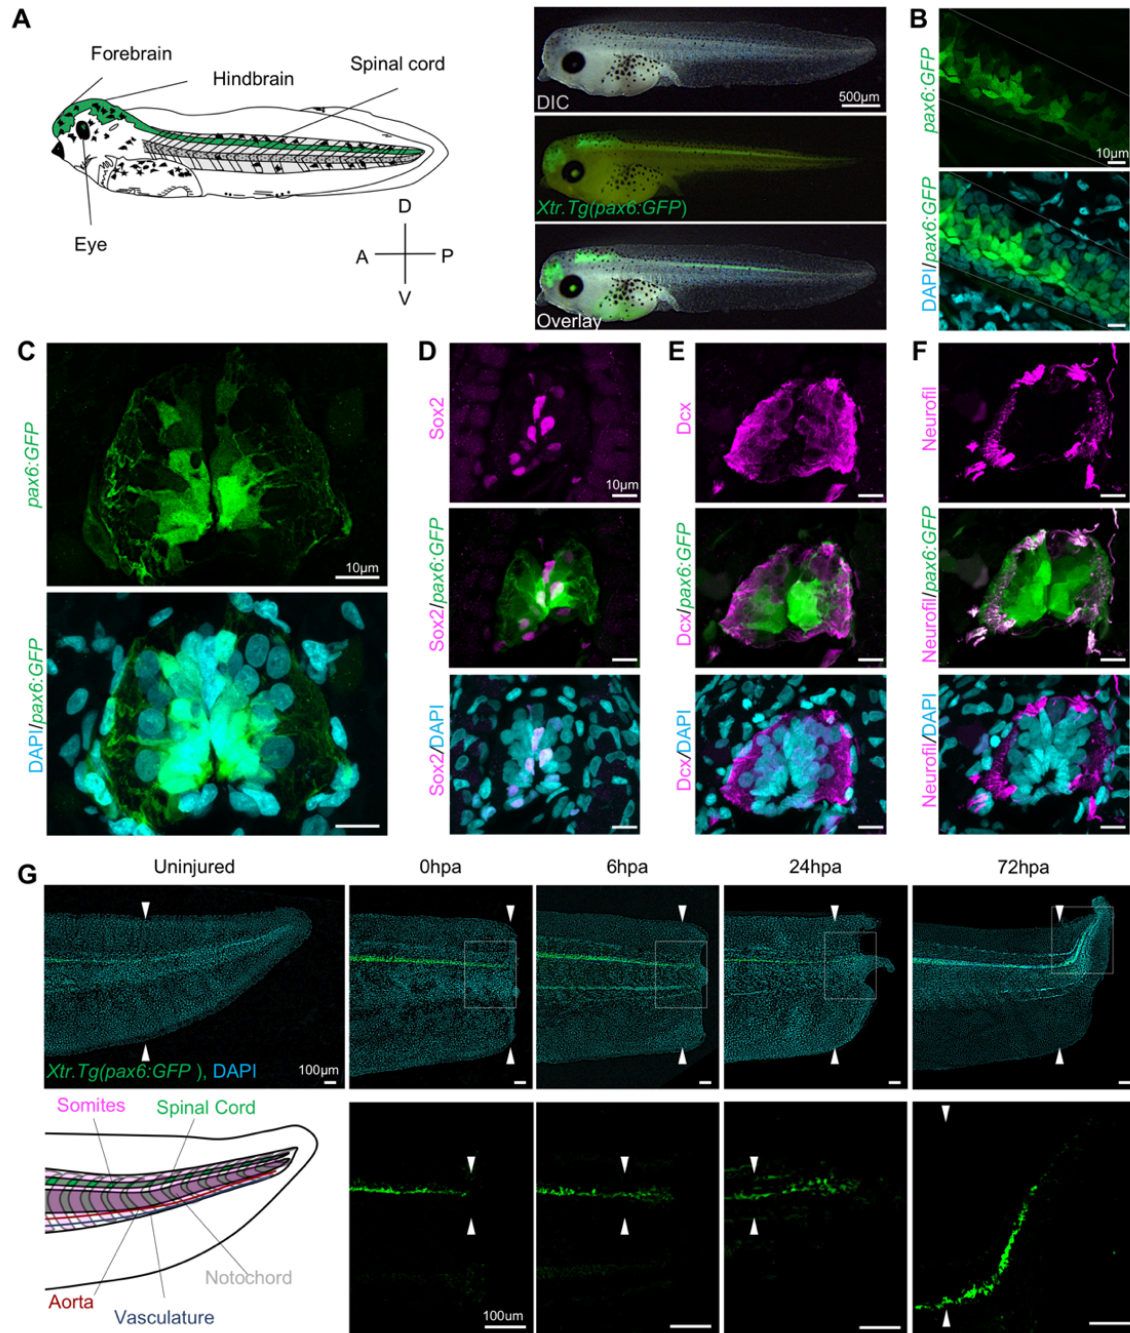 A
Forebrain
Hindbrain
Spinal cord
Eye
D
A
P
V
DIC
500µm
Xtr.Tg(pax6:GFP)
Overlay
B
pax6:GFP
10µm
DAPI/pax6:GFP
C
pax6:GFP
10µm
DAPI/pax6:GFP
D
Sox2
10µm
Sox2/pax6:GFP
Sox2/DAPI
E
Dcx
Dcx/pax6:GFP
Dcx/DAPI
F
Neurofil
Neurofil/pax6:GFP
Neurofil/DAPI
G
Uninjured
0hpa
6hpa
24hpa
72hpa
Xtr.Tg(pax6:GFP ), DAPI
100µm
Somites
Spinal Cord
Notochord
Aorta
Vasculature
100um